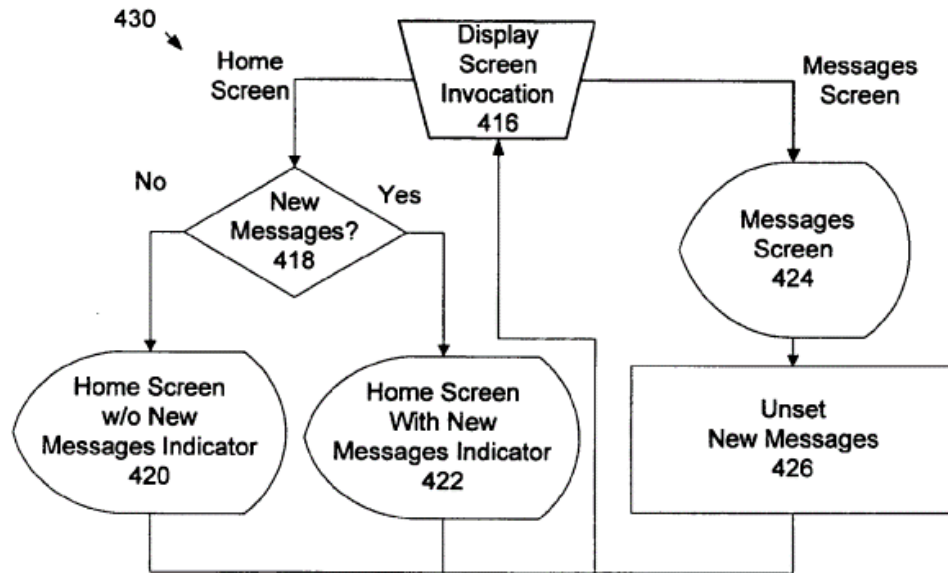 430
Home
Screen
Display
Screen
Invocation
416
Messages
Screen
No
New
Messages?
418
Yes
Messages
Screen
424
Home Screen
w/o New
Messages Indicator
420
Home Screen
With New
Messages Indicator
422
Unset
New Messages
426